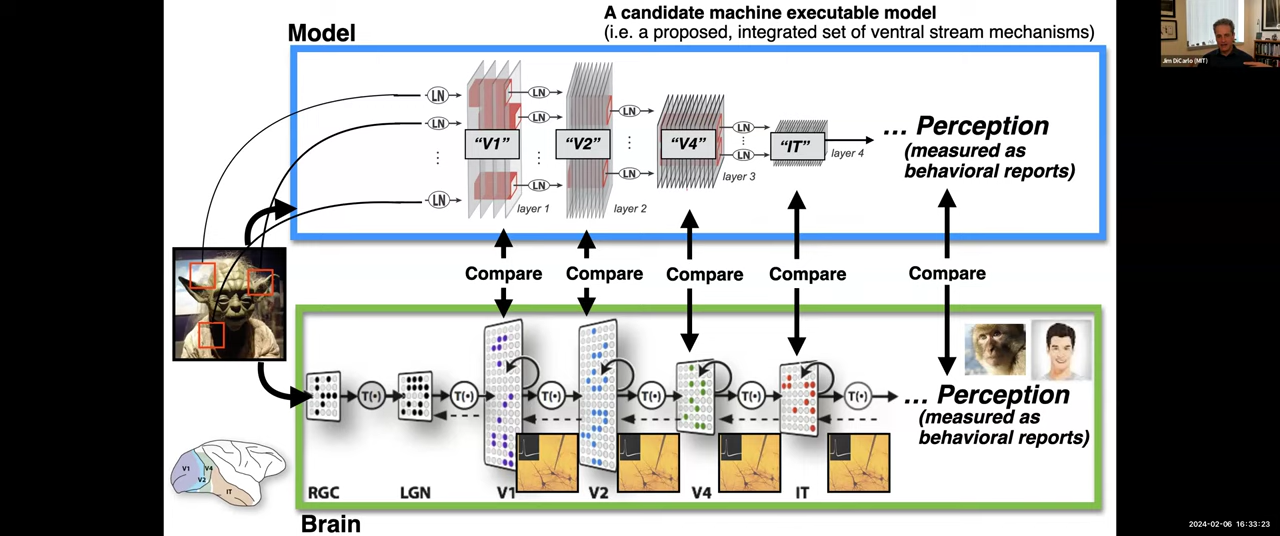 A candidate machine executable model
Model
(i.e. a proposed, integrated set of ventral stream mechanisms)
Jim DiCarlo (MIT)
LN
LN
LN
LN
LN
LN
LN
LN
LN
LN
“V1”
“V2”
“V4”
“IT”
layer 1
layer 2
layer 3
layer 4
... Perception
(measured as
behavioral reports)
Compare
Compare
Compare
Compare
Compare
T(•)
T(•)
T(•)
T(•)
T(•)
T(•)
... Perception
(measured as
behavioral reports)
V1
V2
V4
IT
RGC
LGN
V1
V2
V4
IT
Brain
2024-02-06 16:33:23